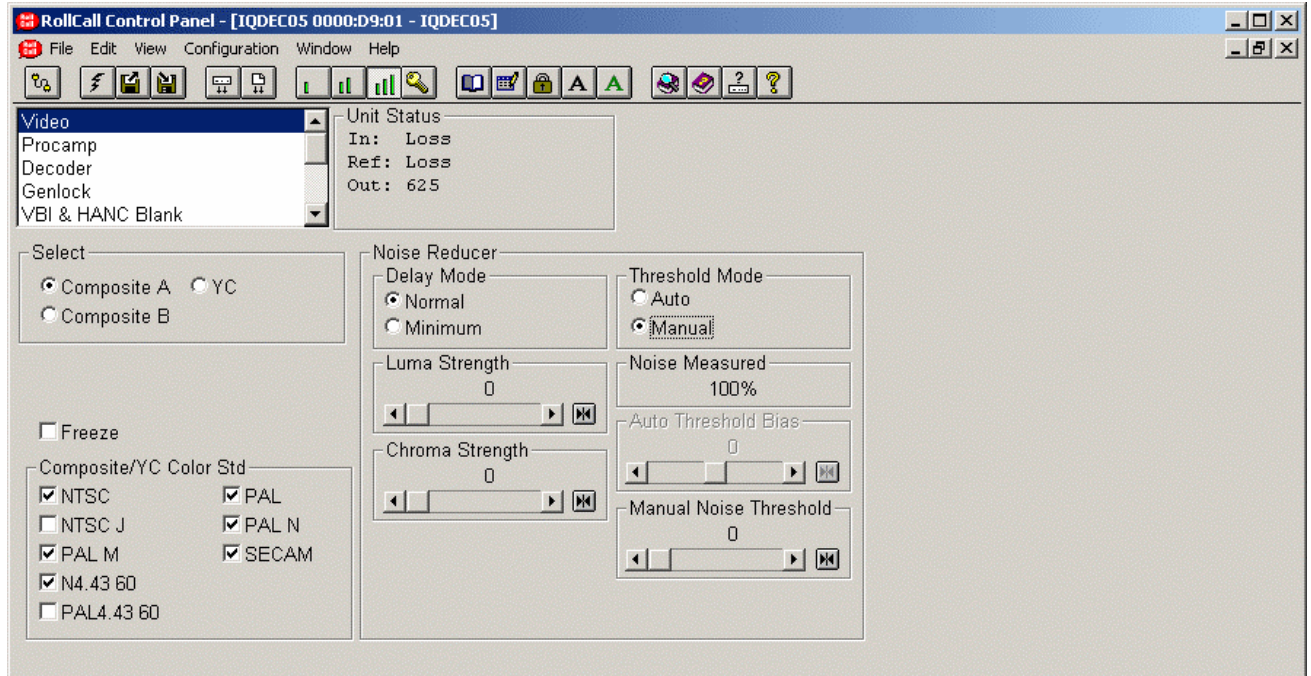 RollCall Control Panel - [IQDEC05 0000:D9:01 - IQDEC05]
File Edit View Configuration Window Help
A A ? ?
Video
Procamp
Decoder
Genlock
VBI & HANC Blank
Unit Status
In: Loss
Ref: Loss
Out: 625
Select
Composite A YC
Composite B
Freeze
Composite/YC Color Std
NTSC PAL
NTSC J PAL N
PAL M SECAM
N4.43 60
PAL4.43 60
Noise Reducer
Delay Mode
Normal
Minimum
Threshold Mode
Auto
Manual
Luma Strength
0
Noise Measured
100%
Chroma Strength
0
Auto Threshold Bias
0
Manual Noise Threshold
0